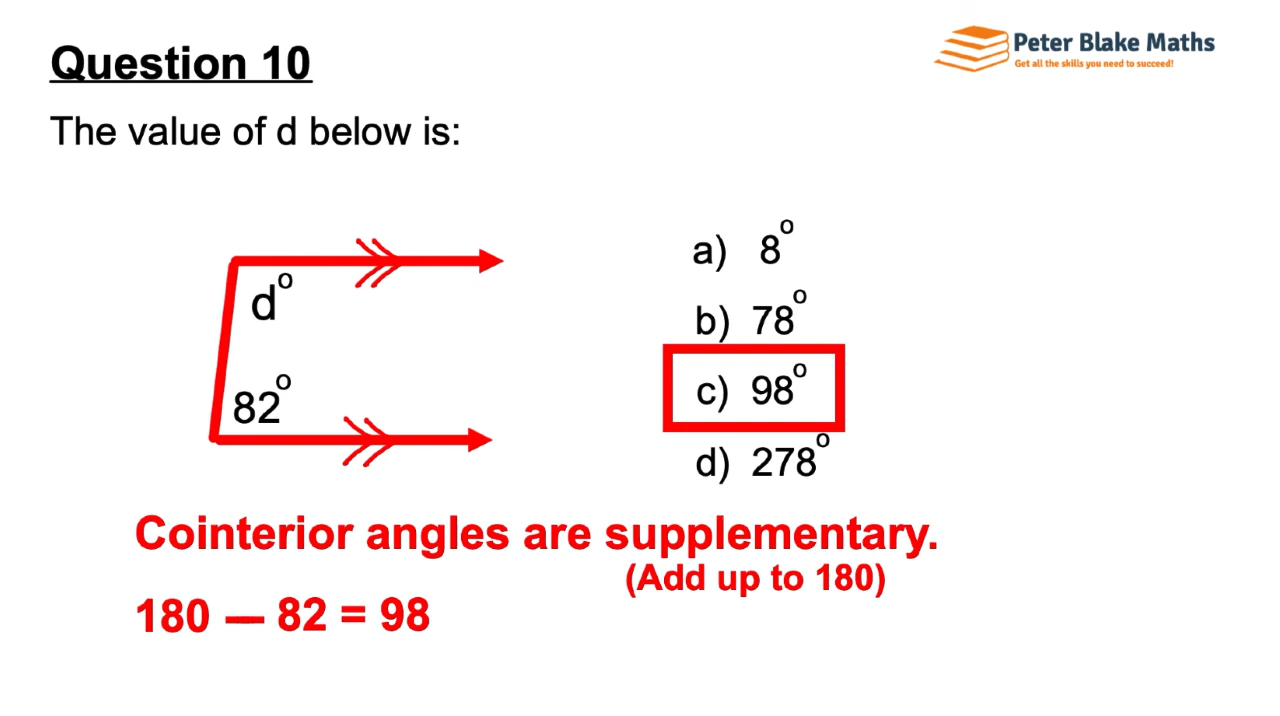 Question 10
Peter Blake Maths
Get all the skills you need to succeed!
The value of d below is:
d°
82°
a) 8°
b) 78°
c) 98°
d) 278°
Cointerior angles are supplementary.
(Add up to 180)
180 — 82 = 98